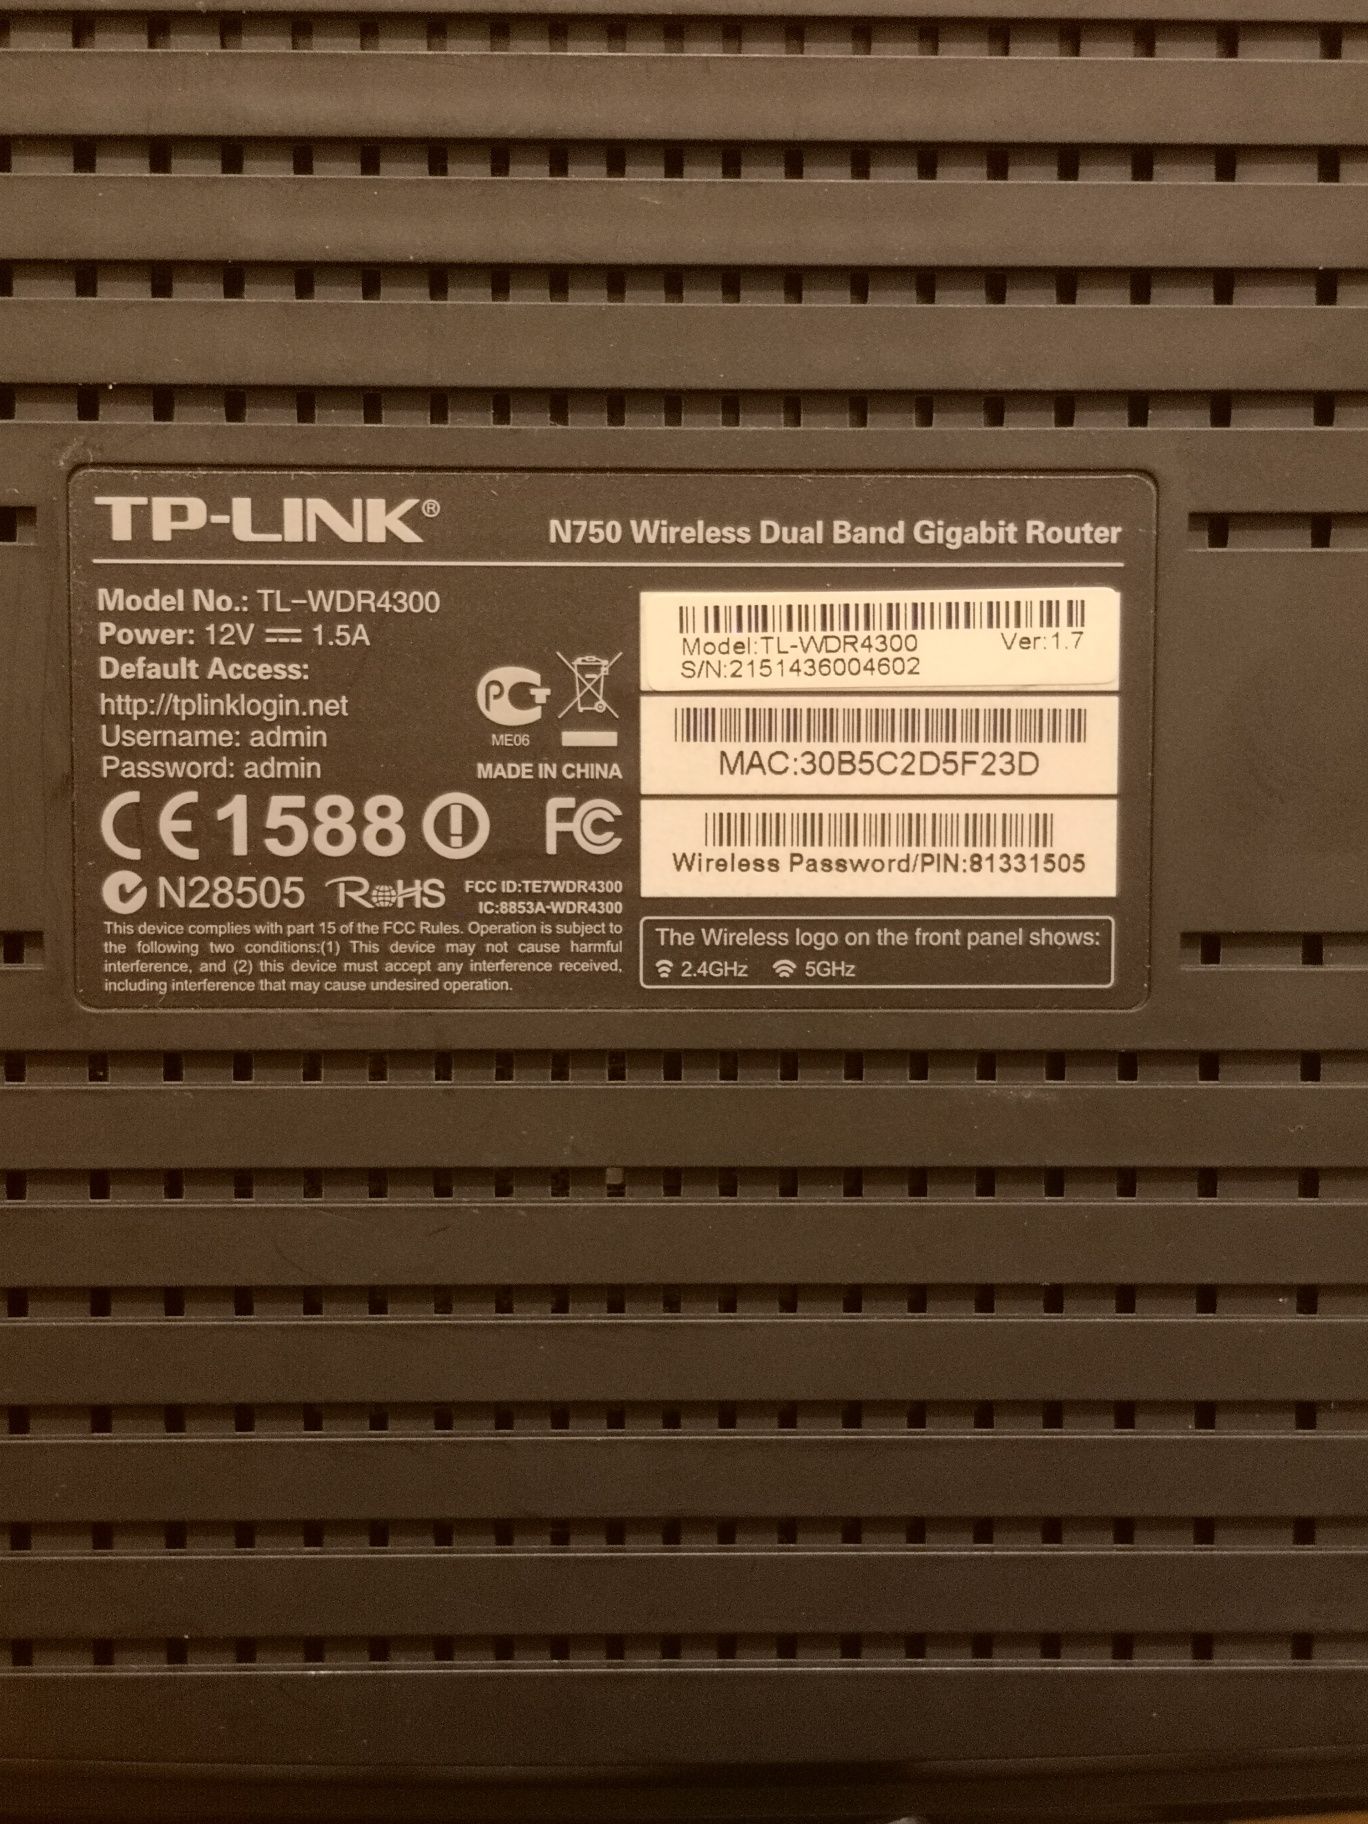 TP-LINK®
N750 Wireless Dual Band Gigabit Router
Model No.: TL-WDR4300
Power: 12V ⎓ 1.5A
Default Access:
http://tplinklogin.net
Username: admin
Password: admin
ME06
MADE IN CHINA
CE1588 FC
N28505 RoHS
FCC ID:TE7WDR4300
IC:8853A-WDR4300
This device complies with part 15 of the FCC Rules. Operation is subject to
the following two conditions:(1) This device may not cause harmful
interference, and (2) this device must accept any interference received,
including interference that may cause undesired operation.
Model:TL-WDR4300 Ver:1.7
S/N:2151436004602
MAC:30B5C2D5F23D
Wireless Password/PIN:81331505
The Wireless logo on the front panel shows:
2.4GHz 5GHz